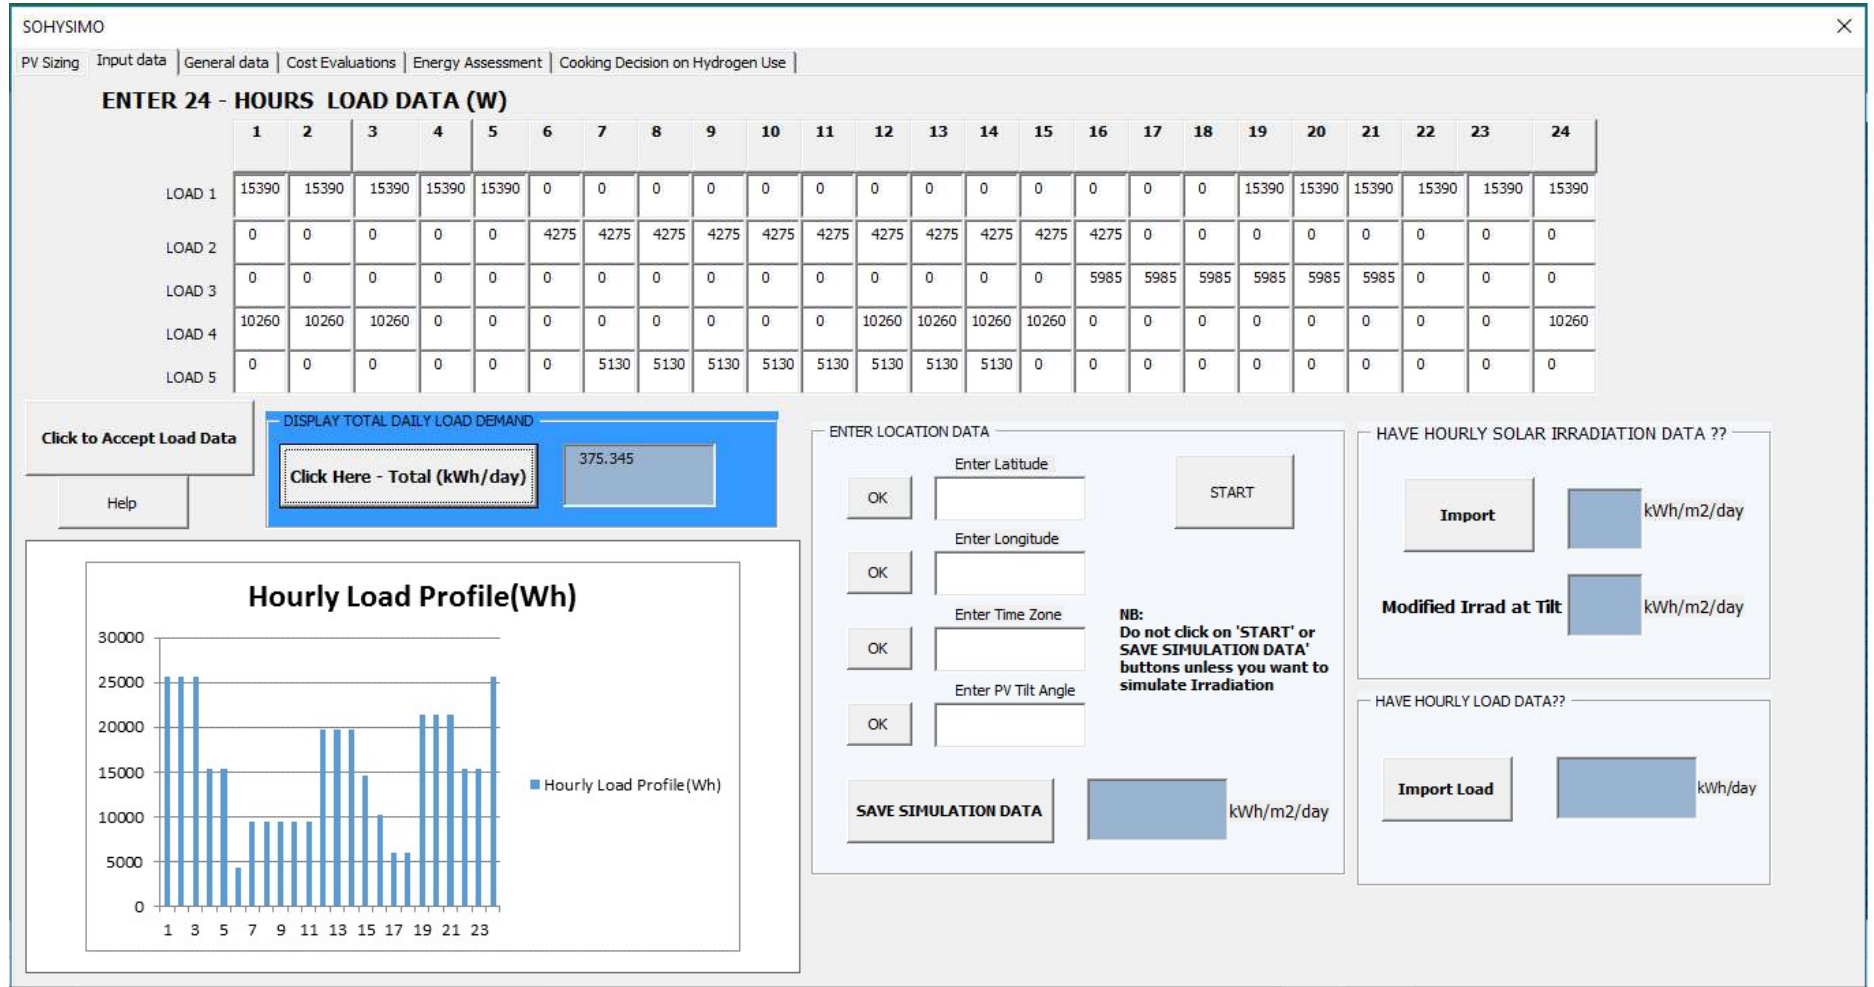 SOHYSIMO
PV Sizing Input data General data Cost Evaluations Energy Assessment Cooking Decision on Hydrogen Use
ENTER 24 - HOURS LOAD DATA (W)
1 2 3 4 5 6 7 8 9 10 11 12 13 14 15 16 17 18 19 20 21 22 23 24
LOAD 1 15390 15390 15390 15390 15390 0 0 0 0 0 0 0 0 0 0 0 0 0 15390 15390 15390 15390 15390 15390
LOAD 2 0 0 0 0 0 4275 4275 4275 4275 4275 4275 4275 4275 4275 4275 4275 0 0 0 0 0 0 0 0
LOAD 3 0 0 0 0 0 0 0 0 0 0 0 0 0 0 0 5985 5985 5985 5985 5985 5985 0 0 0
LOAD 4 10260 10260 10260 0 0 0 0 0 0 0 0 10260 10260 10260 10260 0 0 0 0 0 0 0 0 10260
LOAD 5 0 0 0 0 0 0 5130 5130 5130 5130 5130 5130 5130 5130 0 0 0 0 0 0 0 0 0 0
Click to Accept Load Data
Help
DISPLAY TOTAL DAILY LOAD DEMAND
Click Here - Total (kWh/day)
375.345
Hourly Load Profile(Wh)
30000
25000
20000
15000
10000
5000
0
1 3 5 7 9 11 13 15 17 19 21 23
Hourly Load Profile(Wh)
ENTER LOCATION DATA
Enter Latitude
OK
START
Enter Longitude
OK
Enter Time Zone
OK
Enter PV Tilt Angle
OK
NB:
Do not click on 'START' or
SAVE SIMULATION DATA'
buttons unless you want to
simulate Irradiation
SAVE SIMULATION DATA
kWh/m2/day
HAVE HOURLY SOLAR IRRADIATION DATA ??
Import
kWh/m2/day
Modified Irrad at Tilt
kWh/m2/day
HAVE HOURLY LOAD DATA??
Import Load
kWh/day